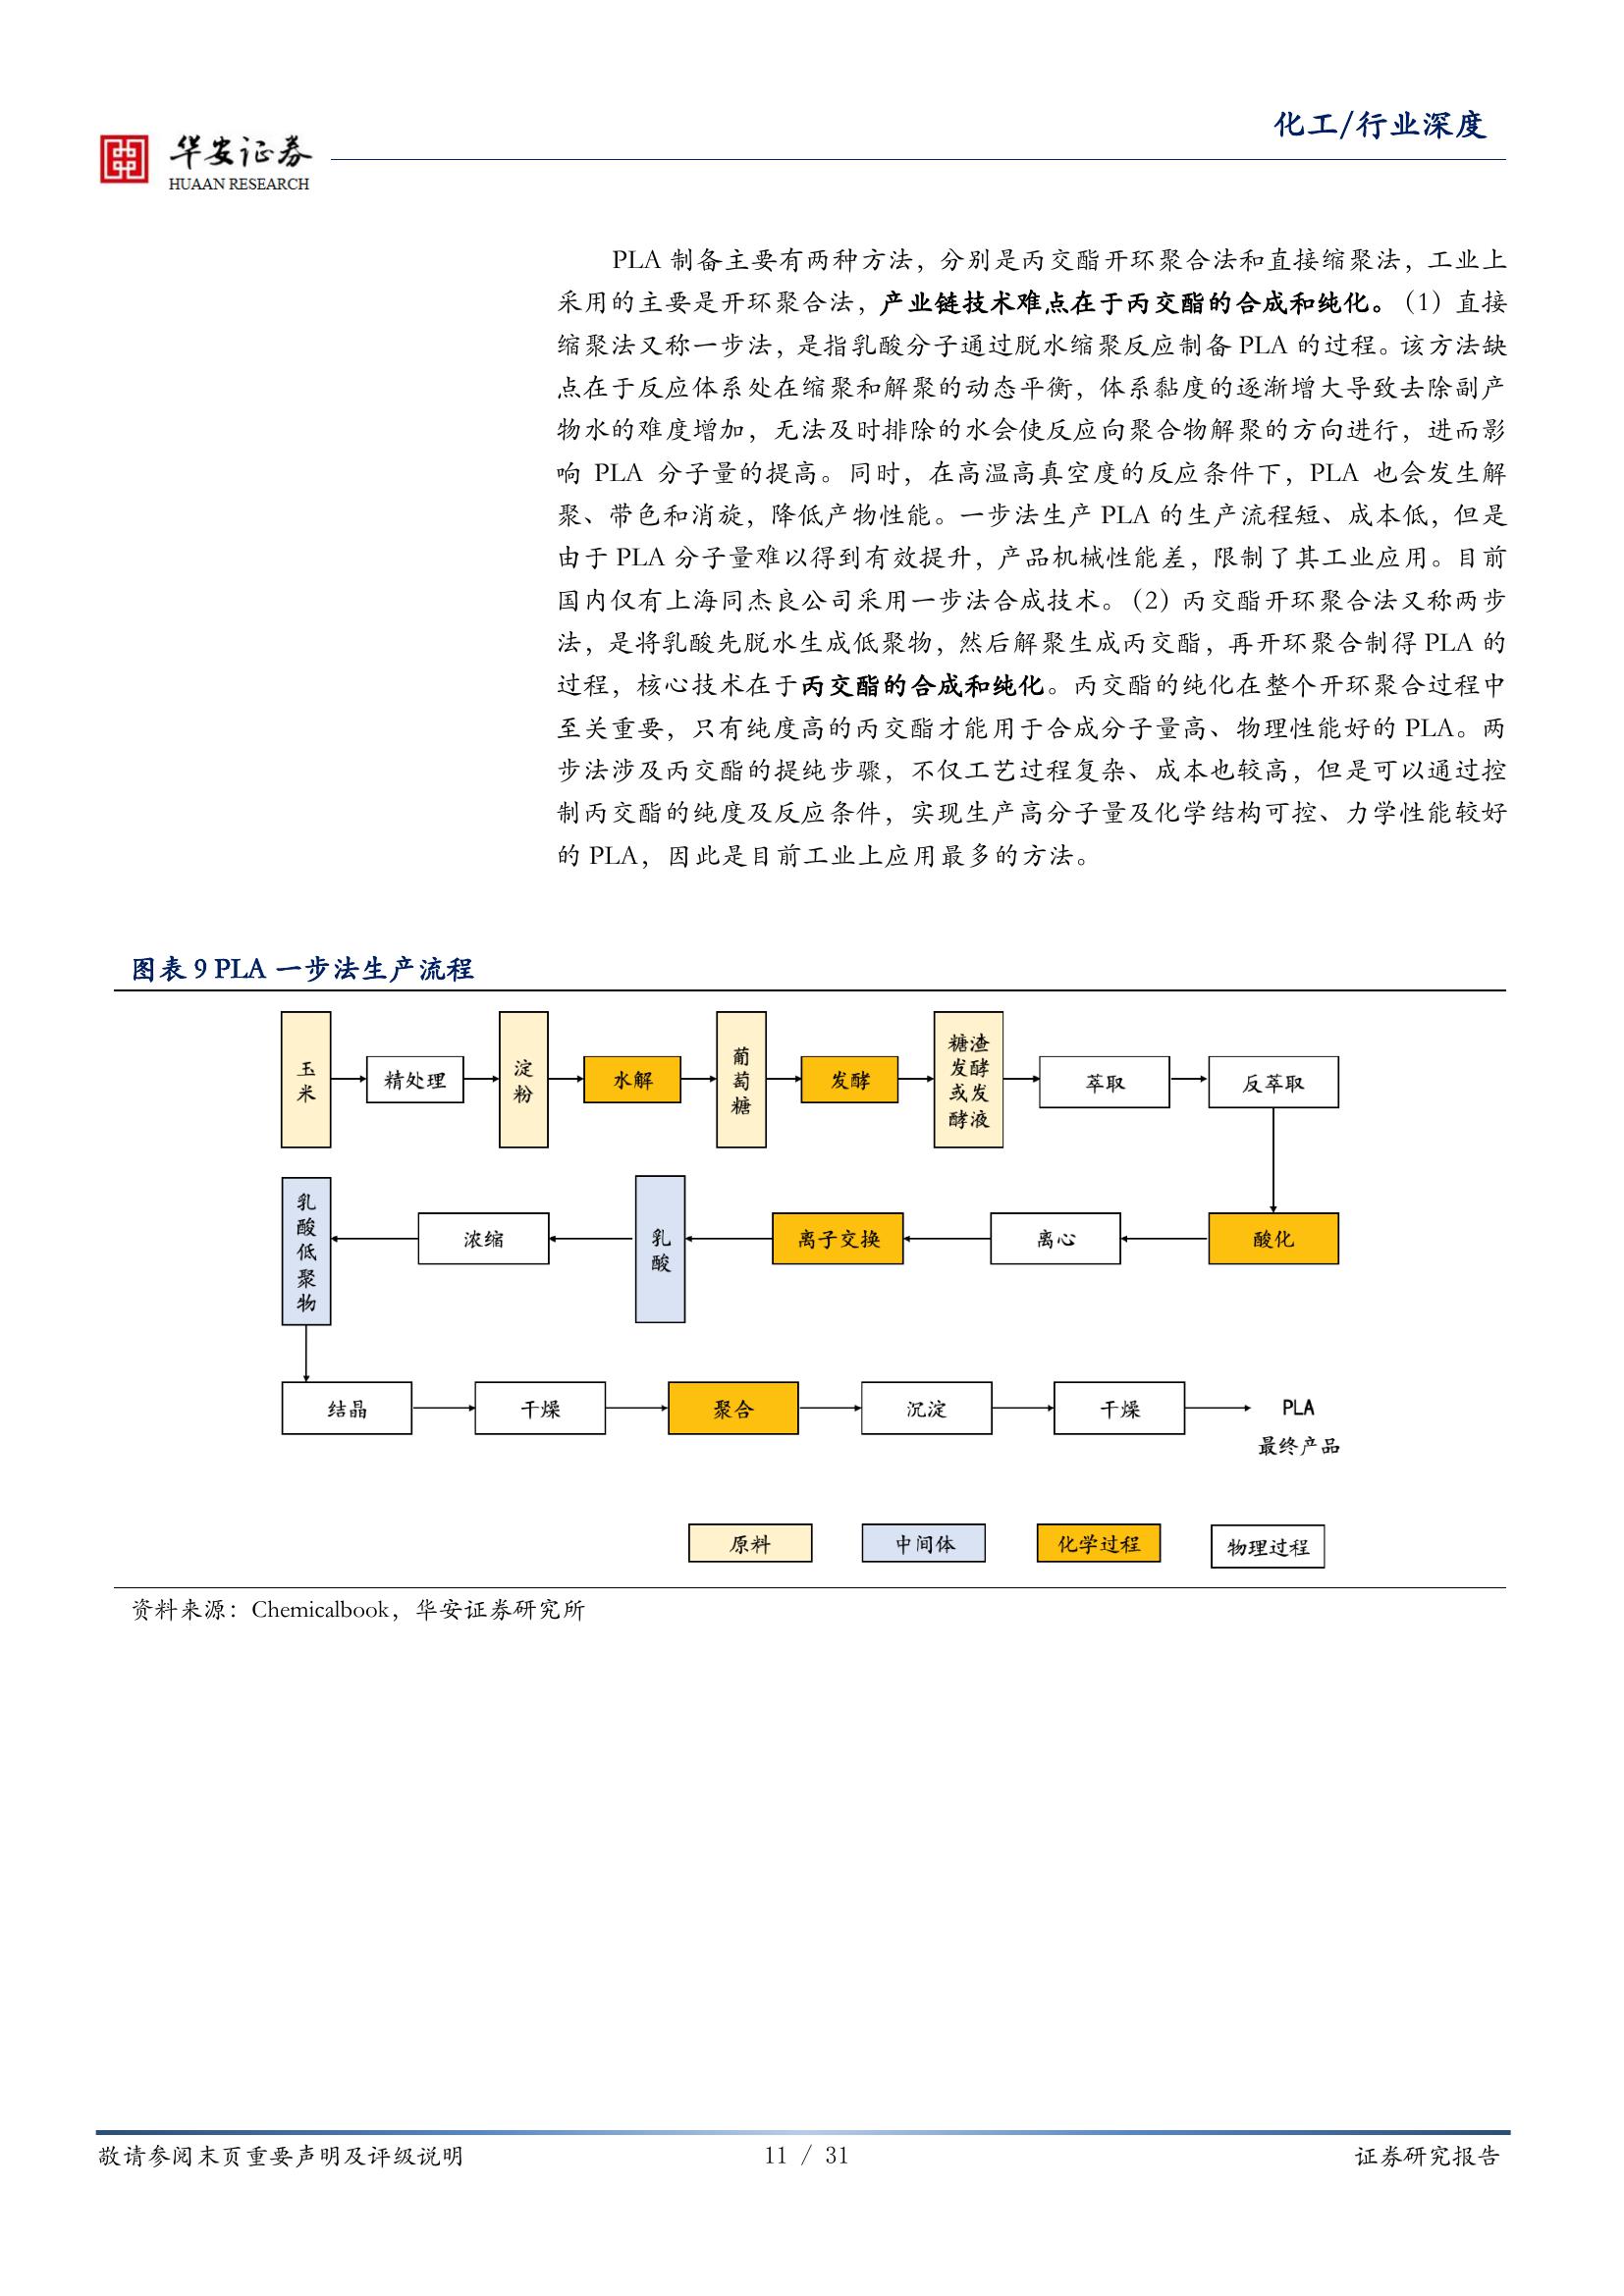 华安证券
HUAAN RESEARCH
化工/行业深度
PLA 制备主要有两种方法，分别是丙交酯开环聚合法和直接缩聚法，工业上
采用的主要是开环聚合法，产业链技术难点在于丙交酯的合成和纯化。（1）直接
缩聚法又称一步法，是指乳酸分子通过脱水缩聚反应制备 PLA 的过程。该方法缺
点在于反应体系处在缩聚和解聚的动态平衡，体系黏度的逐渐增大导致去除副产
物水的难度增加，无法及时排除的水会使反应向聚合物解聚的方向进行，进而影
响 PLA 分子量的提高。同时，在高温高真空度的反应条件下，PLA 也会发生解
聚、带色和消旋，降低产物性能。一步法生产 PLA 的生产流程短、成本低，但是
由于 PLA 分子量难以得到有效提升，产品机械性能差，限制了其工业应用。目前
国内仅有上海同杰良公司采用一步法合成技术。（2）丙交酯开环聚合法又称两步
法，是将乳酸先脱水生成低聚物，然后解聚生成丙交酯，再开环聚合制得 PLA 的
过程，核心技术在于丙交酯的合成和纯化。丙交酯的纯化在整个开环聚合过程中
至关重要，只有纯度高的丙交酯才能用于合成分子量高、物理性能好的 PLA。两
步法涉及丙交酯的提纯步骤，不仅工艺过程复杂、成本也较高，但是可以通过控
制丙交酯的纯度及反应条件，实现生产高分子量及化学结构可控、力学性能较好
的 PLA，因此是目前工业上应用最多的方法。
图表 9 PLA 一步法生产流程
玉米
精处理
淀粉
水解
葡萄糖
发酵
糖渣
发酵
或发
酵液
萃取
反萃取
酸化
离心
离子交换
乳酸
浓缩
乳酸低聚物
结晶
干燥
聚合
沉淀
干燥
PLA
最终产品
原料
中间体
化学过程
物理过程
资料来源：Chemicalbook，华安证券研究所
敬请参阅末页重要声明及评级说明
11 / 31
证券研究报告